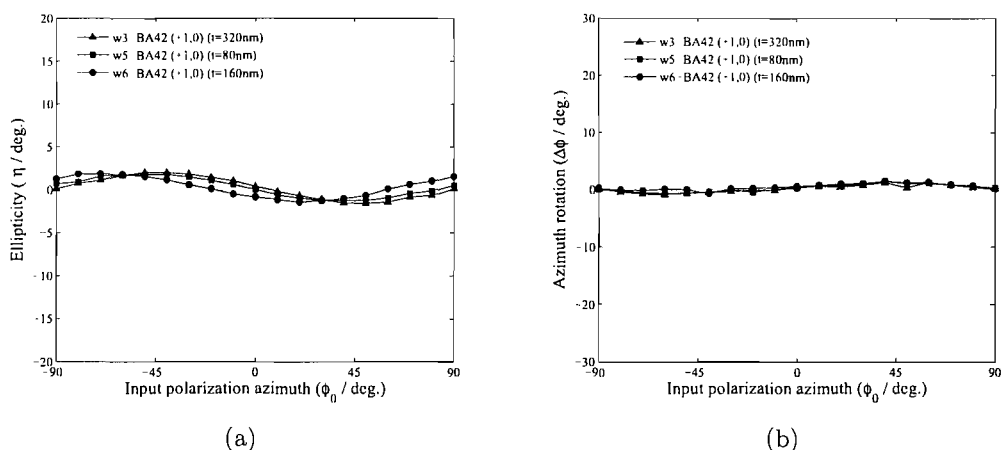 20
15
10
5
0
-5
-10
-15
-20
-90
-45
0
45
90
Ellipticity ( η / deg.)
Input polarization azimuth (ϕ0 / deg.)
w3 BA42 (+1,0) (t=320nm)
w5 BA42 (+1,0) (t=80nm)
w6 BA42 (+1,0) (t=160nm)
(a)
30
20
10
0
-10
-20
-30
-90
-45
0
45
90
Azimuth rotation (Δϕ / deg.)
Input polarization azimuth (ϕ0 / deg.)
w3 BA42 (+1,0) (t=320nm)
w5 BA42 (+1,0) (t=80nm)
w6 -BA42 (+1,0) (t=160nm)
(b)